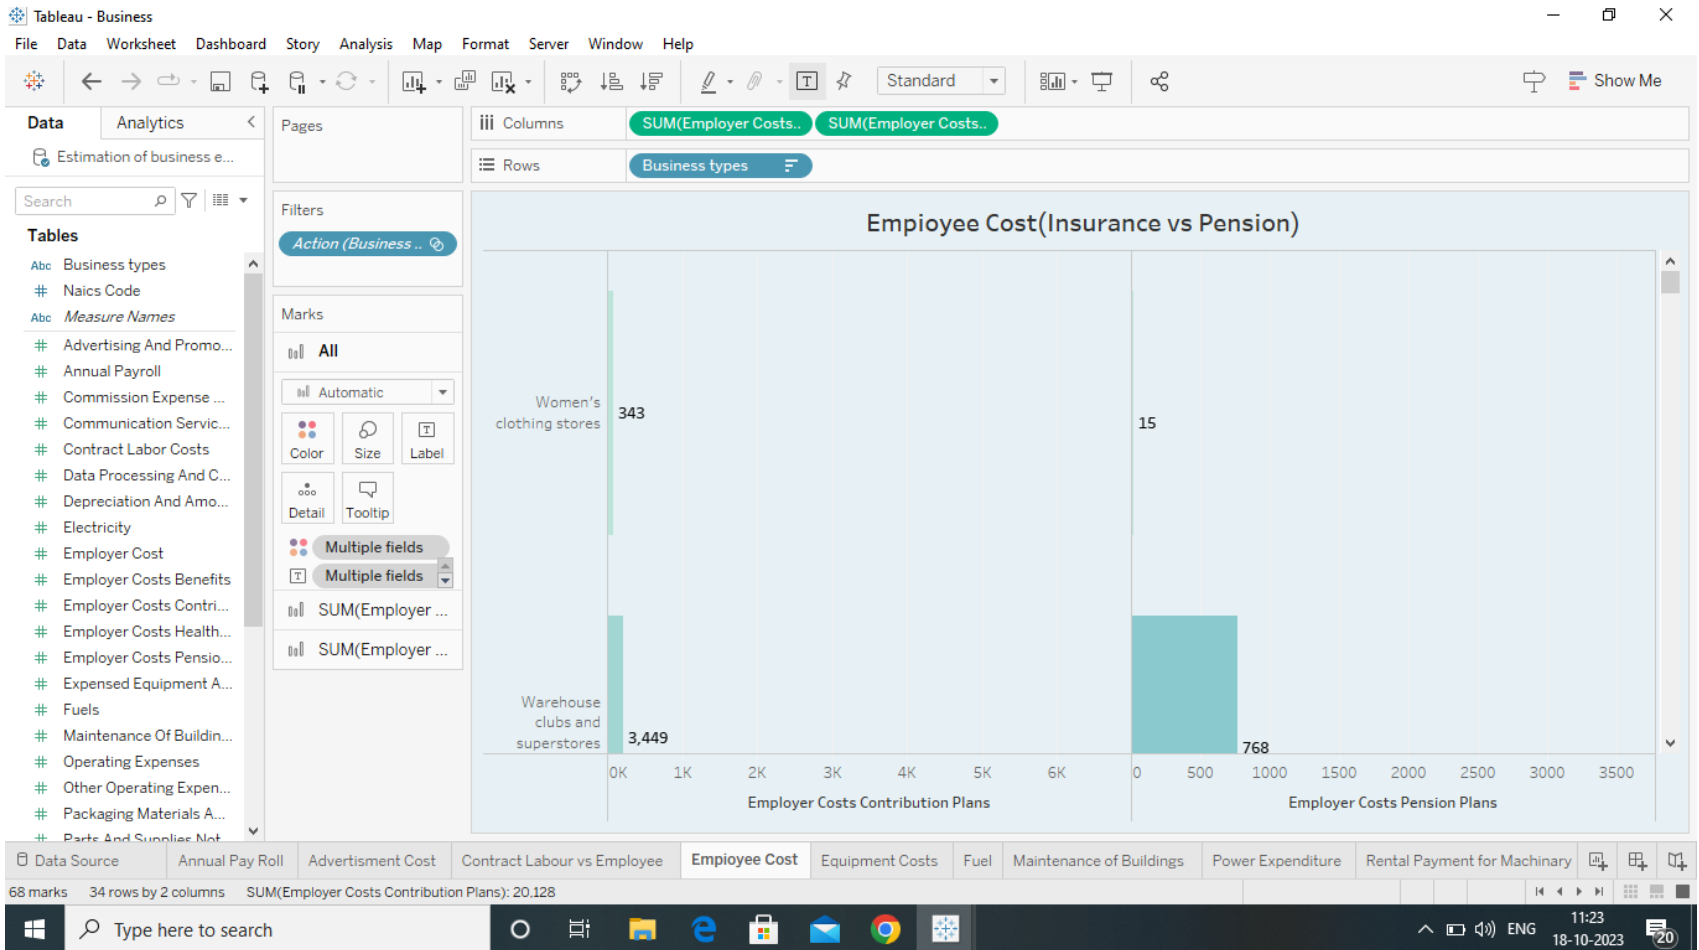 Tableau - Business
File Data Worksheet Dashboard Story Analysis Map Format Server Window Help
Standard
Show Me
Data Analytics
Estimation of business e...
Search
Tables
Abc Business types
# Naics Code
Abc Measure Names
# Advertising And Promo...
# Annual Payroll
# Commission Expense ...
# Communication Servic...
# Contract Labor Costs
# Data Processing And C...
# Depreciation And Amo...
# Electricity
# Employer Cost
# Employer Costs Benefits
# Employer Costs Contri...
# Employer Costs Health...
# Employer Costs Pensio...
# Expensed Equipment A...
# Fuels
# Maintenance Of Buildin...
# Operating Expenses
# Other Operating Expen...
# Packaging Materials A...
# Parts And Supplies Not
Pages
Filters
Action (Business ..
Marks
All
Automatic
Color Size Label
Detail Tooltip
Multiple fields
Multiple fields
SUM(Employer ...
SUM(Employer ...
Columns SUM(Employer Costs.. SUM(Employer Costs..
Rows Business types
Empioyee Cost(Insurance vs Pension)
Women's
clothing stores
343
15
Warehouse
clubs and
superstores
3,449
768
0K 1K 2K 3K 4K 5K 6K
0 500 1000 1500 2000 2500 3000 3500
Employer Costs Contribution Plans
Employer Costs Pension Plans
Data Source Annual Pay Roll Advertisment Cost Contract Labour vs Employee Employee Cost Equipment Costs Fuel Maintenance of Buildings Power Expenditure Rental Payment for Machinary
68 marks 34 rows by 2 columns SUM(Employer Costs Contribution Plans): 20,128
Type here to search
ENG
11:23
18-10-2023
20